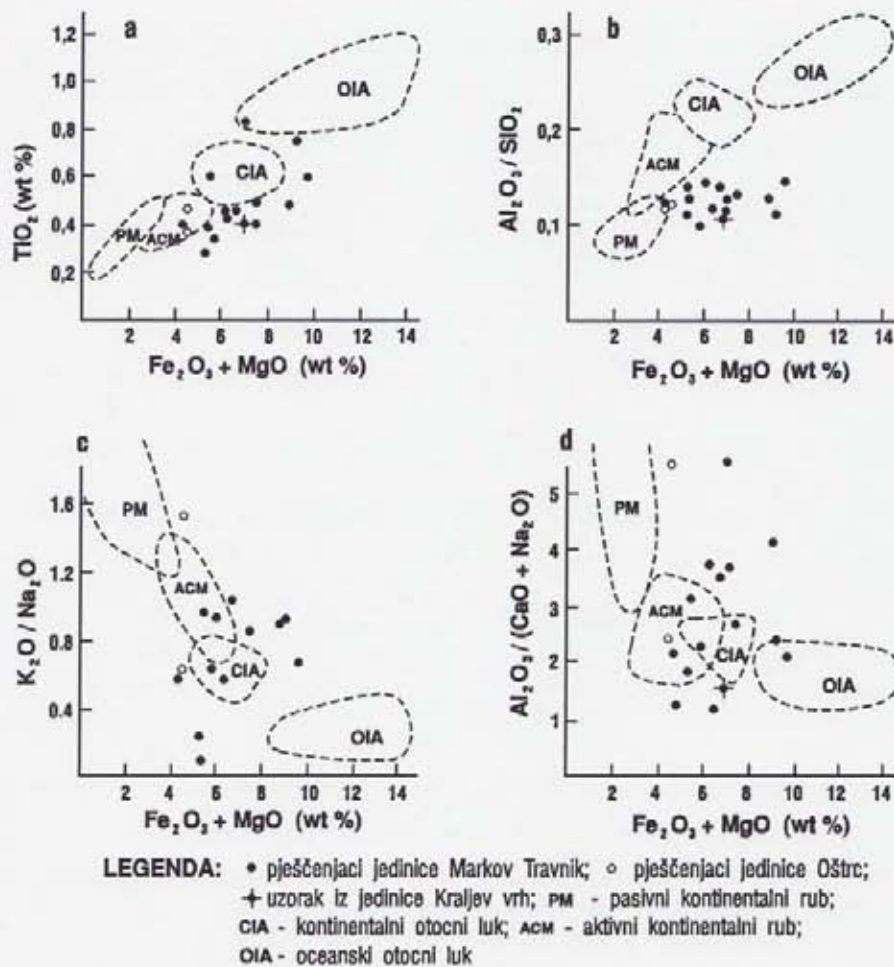 a
TiO₂ (wt %)
1,2
1,0
0,8
0,6
0,4
0,2
OIA
CIA
PM
ACM
2 4 6 8 10 12 14
Fe₂O₃ + MgO (wt %)
b
Al₂O₃ / SiO₂
0,3
0,2
0,1
OIA
CIA
ACM
PM
2 4 6 8 10 12 14
Fe₂O₃ + MgO (wt %)
c
K₂O / Na₂O
1.6
1.2
0.8
0.4
PM
ACM
CIA
OIA
2 4 6 8 10 12 14
Fe₂O₃ + MgO (wt %)
d
Al₂O₃ / (CaO + Na₂O)
5
4
3
2
1
PM
ACM
CIA
OIA
2 4 6 8 10 12 14
Fe₂O₃ + MgO (wt %)
LEGENDA: • pješčenjaci jedinice Markov Travnik; ○ pješčenjaci jedinice Oštrc;
+ uzorak iz jedinice Kraljev vrh; PM - pasivni kontinentalni rub;
CIA - kontinentalni otocni luk; ACM - aktivni kontinentalni rub;
OIA - oceanski otocni luk